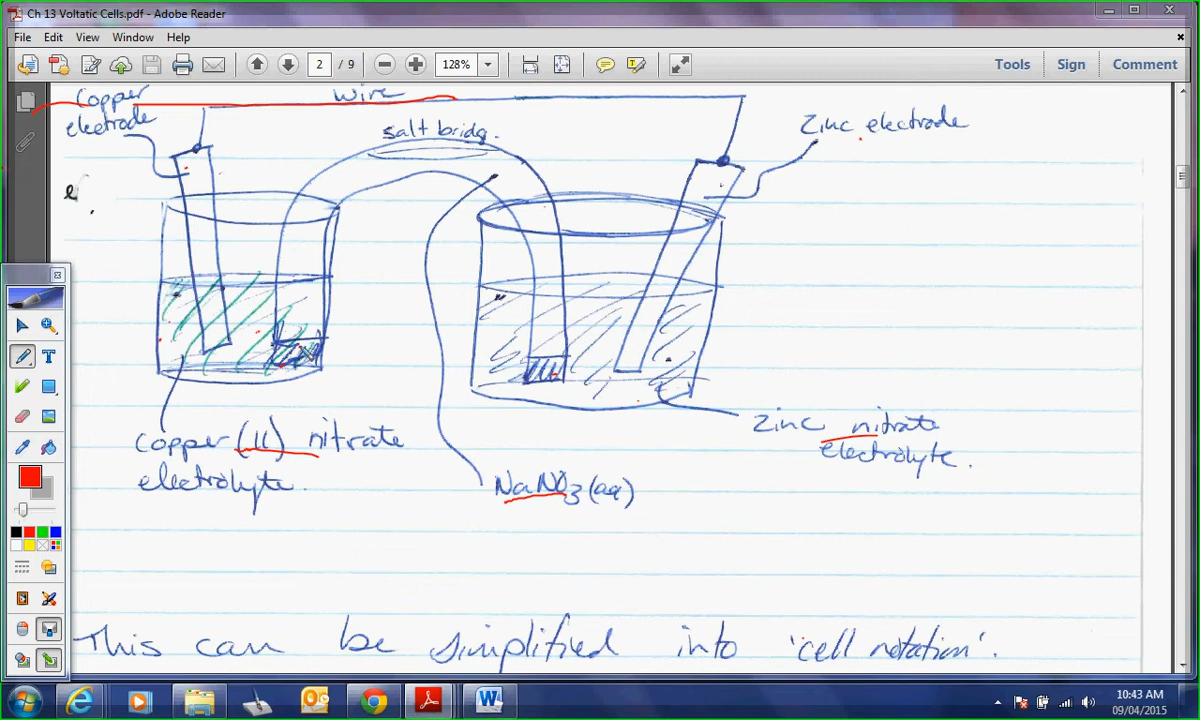 Ch 13 Voltatic Cells.pdf - Adobe Reader
File Edit View Window Help
2 / 9 128% Tools Sign Comment
Copper
electrode
wire
salt bridge.
Zinc electrode
Copper (II) nitrate
electrolyte.
NaNO3 (aq)
Zinc nitrate
electrolyte.
This can be simplified into 'cell notation'.
10:43 AM
09/04/2015